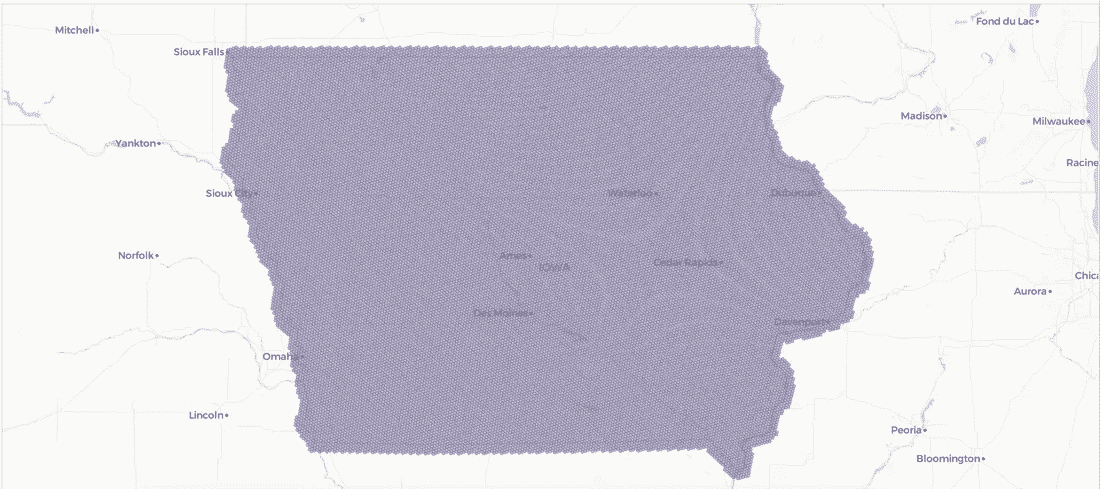 Fond du Lac
Mitchell
Sioux Falls
Madison
Milwaukee
Yankton
Racine
Sioux City
Waterloo
Dubuque
Norfolk
Ames
IOWA
Cedar Rapids
Chica
Aurora
Des Moines
Davenport
Omaha
Lincoln
Peoria
Bloomington